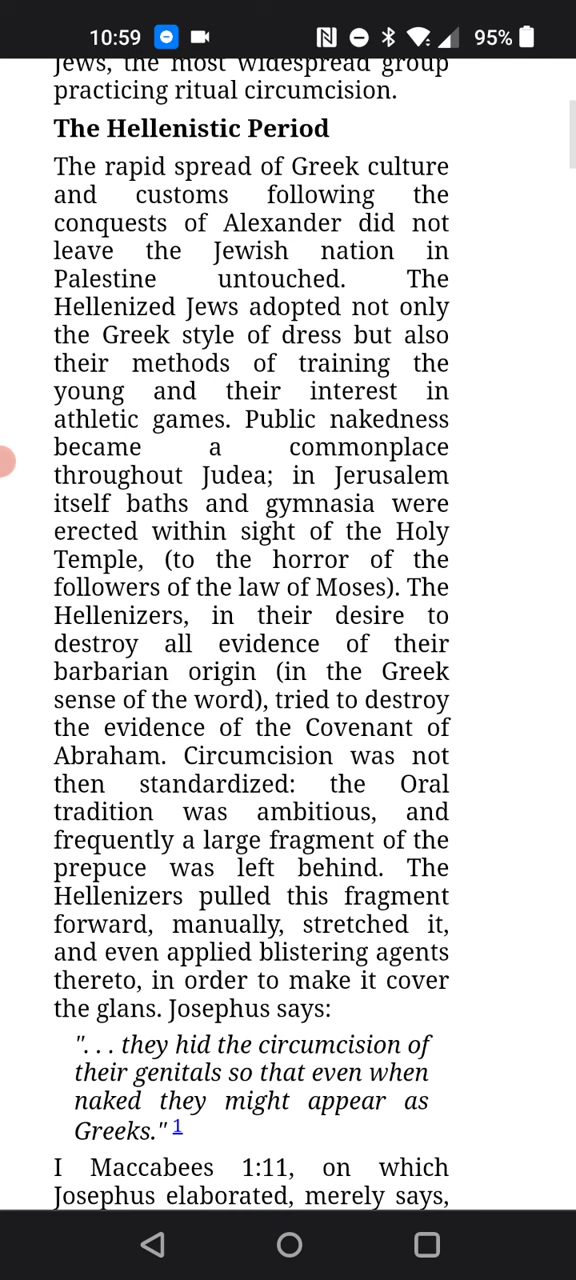 10:59
95%
Jews, the most widespread group
practicing ritual circumcision.
The Hellenistic Period
The rapid spread of Greek culture
and customs following the
conquests of Alexander did not
leave the Jewish nation in
Palestine untouched. The
Hellenized Jews adopted not only
the Greek style of dress but also
their methods of training the
young and their interest in
athletic games. Public nakedness
became a commonplace
throughout Judea; in Jerusalem
itself baths and gymnasia were
erected within sight of the Holy
Temple, (to the horror of the
followers of the law of Moses). The
Hellenizers, in their desire to
destroy all evidence of their
barbarian origin (in the Greek
sense of the word), tried to destroy
the evidence of the Covenant of
Abraham. Circumcision was not
then standardized: the Oral
tradition was ambitious, and
frequently a large fragment of the
prepuce was left behind. The
Hellenizers pulled this fragment
forward, manually, stretched it,
and even applied blistering agents
thereto, in order to make it cover
the glans. Josephus says:
". . . they hid the circumcision of
their genitals so that even when
naked they might appear as
Greeks." 1
I Maccabees 1:11, on which
Josephus elaborated, merely says,